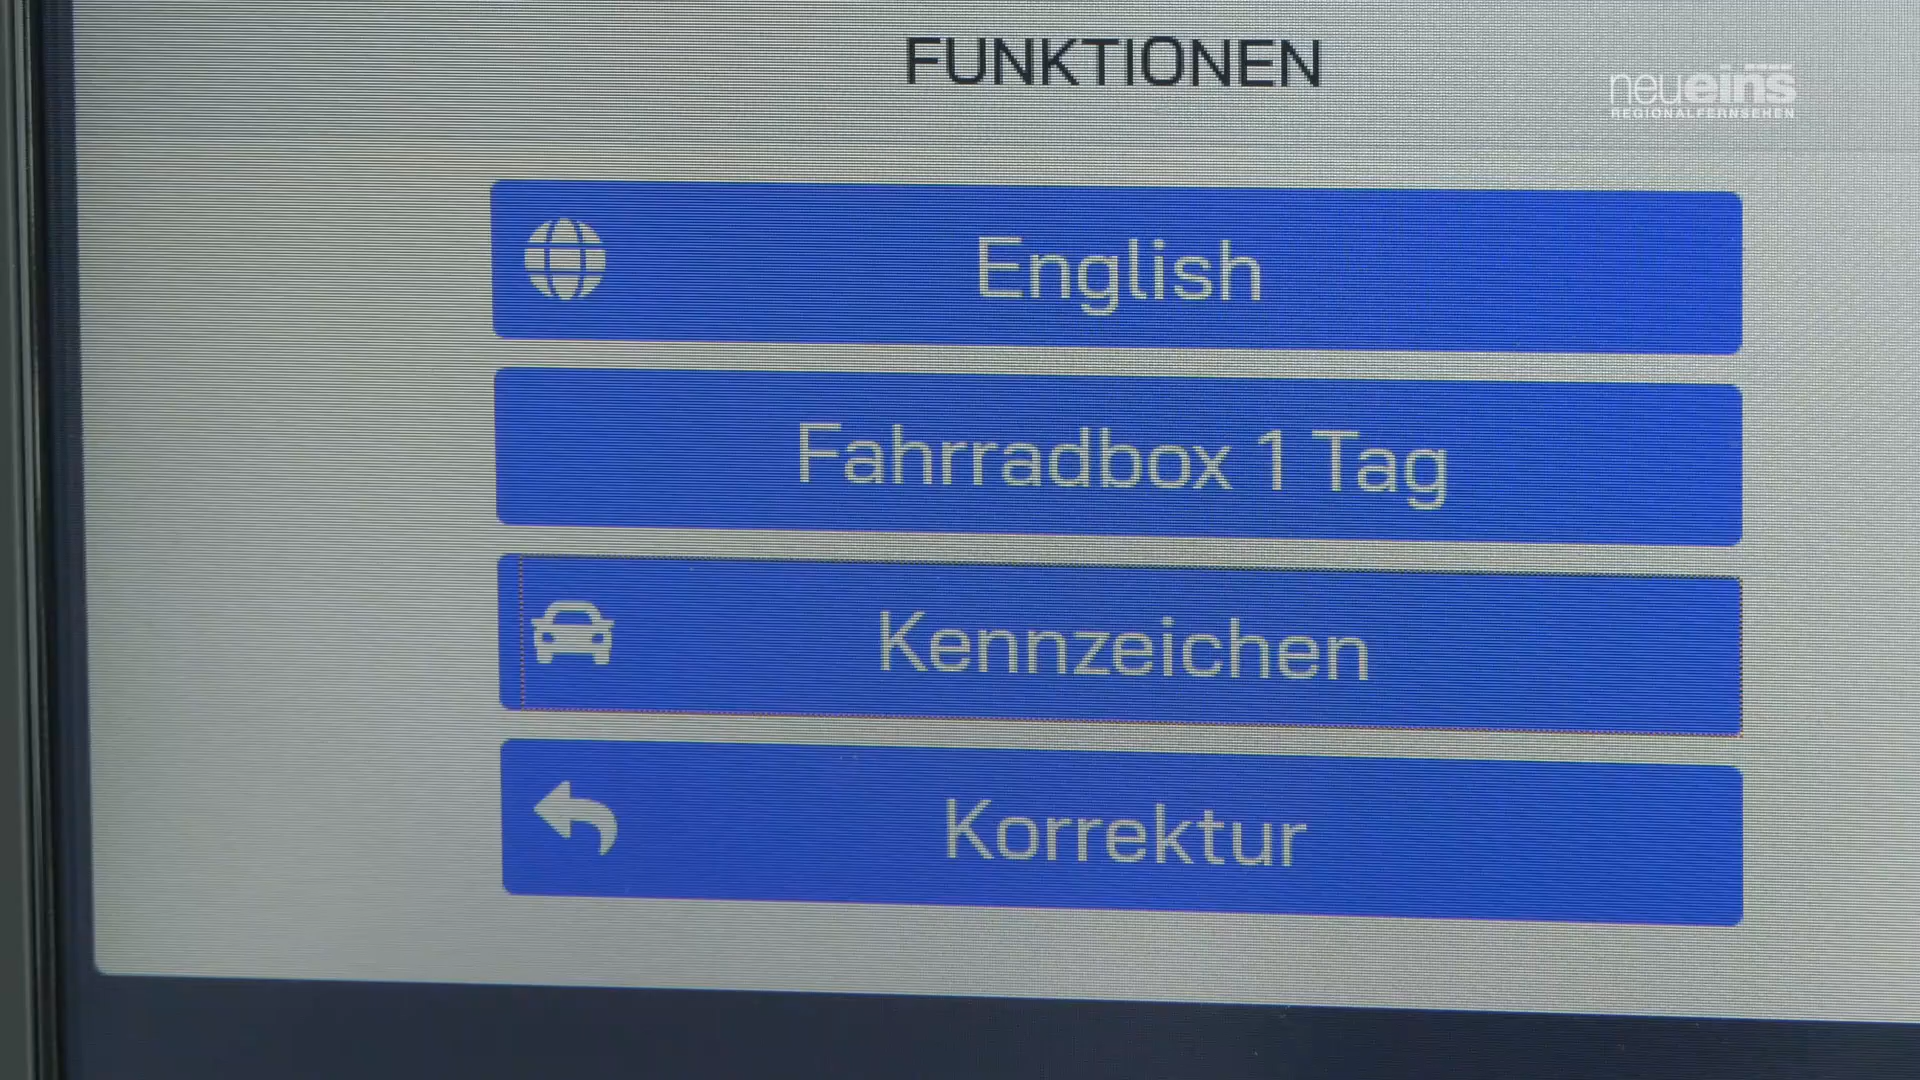 FUNKTIONEN
neueins
REGIONALFERNSEHEN
English
Fahrradbox 1 Tag
Kennzeichen
Korrektur